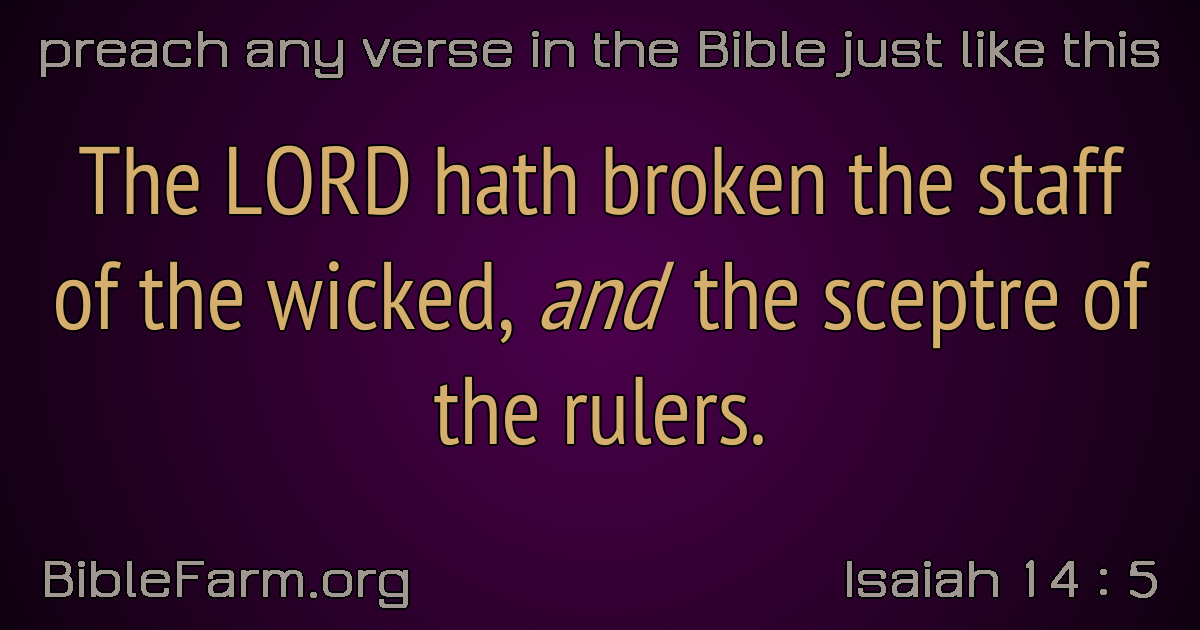 preach any verse in the Bible just like this
The LORD hath broken the staff
of the wicked, and the sceptre of
the rulers.
BibleFarm.org
Isaiah 14 : 5